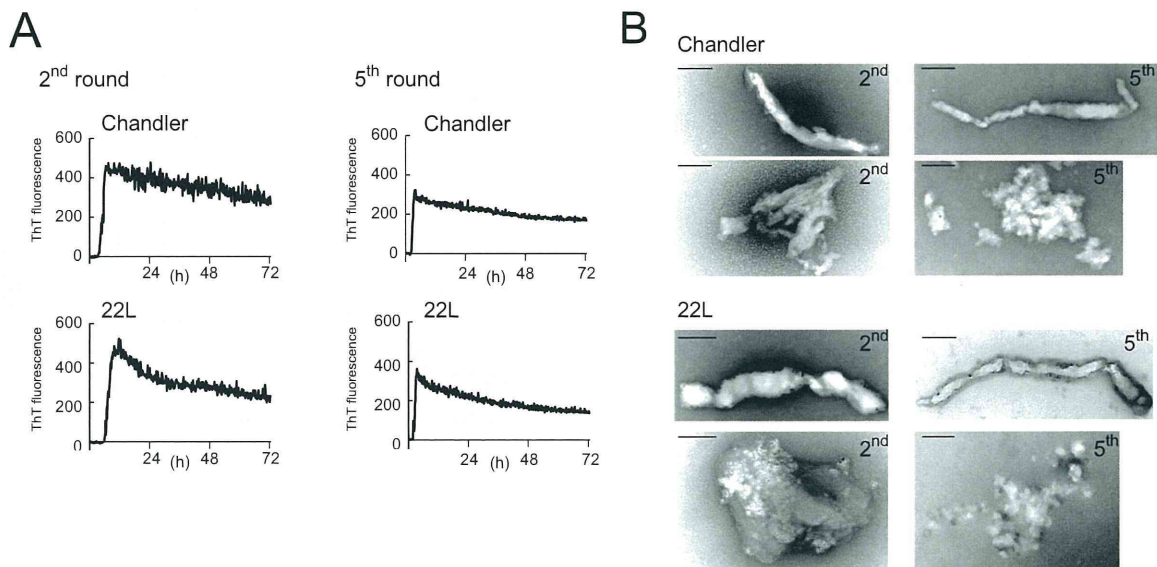 A
2nd round
5th round
Chandler
ThT fluorescence
600
400
200
0
24
48
72
(h)
Chandler
ThT fluorescence
600
400
200
0
24
48
72
(h)
22L
ThT fluorescence
600
400
200
0
24
48
72
(h)
22L
ThT fluorescence
600
400
200
0
24
48
72
(h)
B
Chandler
2nd
5th
2nd
5th
22L
2nd
5th
2nd
5th